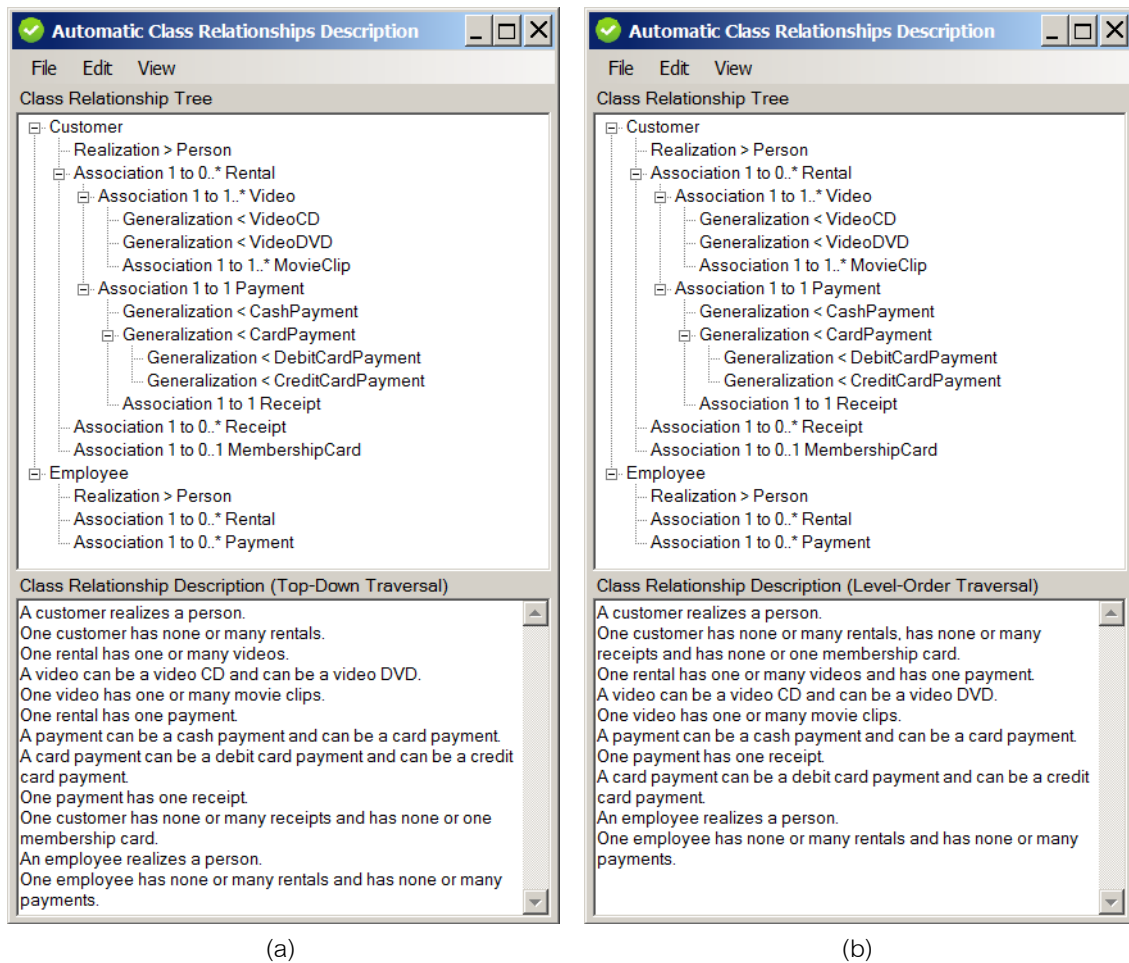 Automatic Class Relationships Description
File Edit View
Class Relationship Tree
Customer
Realization > Person
Association 1 to 0..* Rental
Association 1 to 1..* Video
Generalization < VideoCD
Generalization < VideoDVD
Association 1 to 1..* MovieClip
Association 1 to 1 Payment
Generalization < CashPayment
Generalization < CardPayment
Generalization < DebitCardPayment
Generalization < CreditCardPayment
Association 1 to 1 Receipt
Association 1 to 0..* Receipt
Association 1 to 0..1 MembershipCard
Employee
Realization > Person
Association 1 to 0..* Rental
Association 1 to 0..* Payment
Class Relationship Description (Top-Down Traversal)
A customer realizes a person.
One customer has none or many rentals.
One rental has one or many videos.
A video can be a video CD and can be a video DVD.
One video has one or many movie clips.
One rental has one payment.
A payment can be a cash payment and can be a card payment.
A card payment can be a debit card payment and can be a credit
card payment.
One payment has one receipt.
One customer has none or many receipts and has none or one
membership card.
An employee realizes a person.
One employee has none or many rentals and has none or many
payments.
(a)
Automatic Class Relationships Description
File Edit View
Class Relationship Tree
Customer
Realization > Person
Association 1 to 0..* Rental
Association 1 to 1..* Video
Generalization < VideoCD
Generalization < VideoDVD
Association 1 to 1..* MovieClip
Association 1 to 1 Payment
Generalization < CashPayment
Generalization < CardPayment
Generalization < DebitCardPayment
Generalization < CreditCardPayment
Association 1 to 1 Receipt
Association 1 to 0..* Receipt
Association 1 to 0..1 MembershipCard
Employee
Realization > Person
Association 1 to 0..* Rental
Association 1 to 0..* Payment
Class Relationship Description (Level-Order Traversal)
A customer realizes a person.
One customer has none or many rentals, has none or many
receipts and has none or one membership card.
One rental has one or many videos and has one payment.
A video can be a video CD and can be a video DVD.
One video has one or many movie clips.
A payment can be a cash payment and can be a card payment.
One payment has one receipt.
A card payment can be a debit card payment and can be a credit
card payment.
An employee realizes a person.
One employee has none or many rentals and has none or many
payments.
(b)